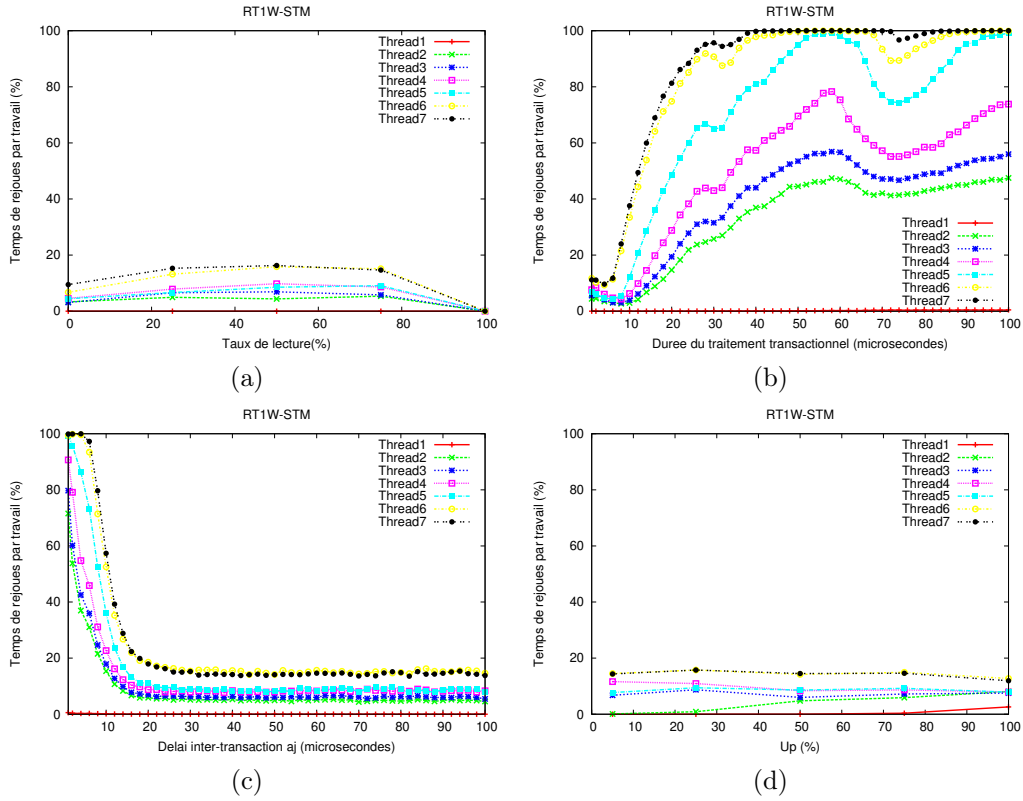 RT1W-STM
Temps de rejoues par travail (%)
100
80
60
40
20
0
Thread1
Thread2
Thread3
Thread4
Thread5
Thread6
Thread7
0 20 40 60 80 100
Taux de lecture(%)
(a)
RT1W-STM
Temps de rejoues par travail (%)
100
80
60
40
20
0
Thread1
Thread2
Thread3
Thread4
Thread5
Thread6
Thread7
10 20 30 40 50 60 70 80 90 100
Duree du traitement transactionnel (microsecondes)
(b)
RT1W-STM
Temps de rejoues par travail (%)
100
80
60
40
20
0
Thread1
Thread2
Thread3
Thread4
Thread5
Thread6
Thread7
10 20 30 40 50 60 70 80 90 100
Delai inter-transaction aj (microsecondes)
(c)
RT1W-STM
Temps de rejoues par travail (%)
100
80
60
40
20
0
Thread1
Thread2
Thread3
Thread4
Thread5
Thread6
Thread7
0 10 20 30 40 50 60 70 80 90 100
Up (%)
(d)